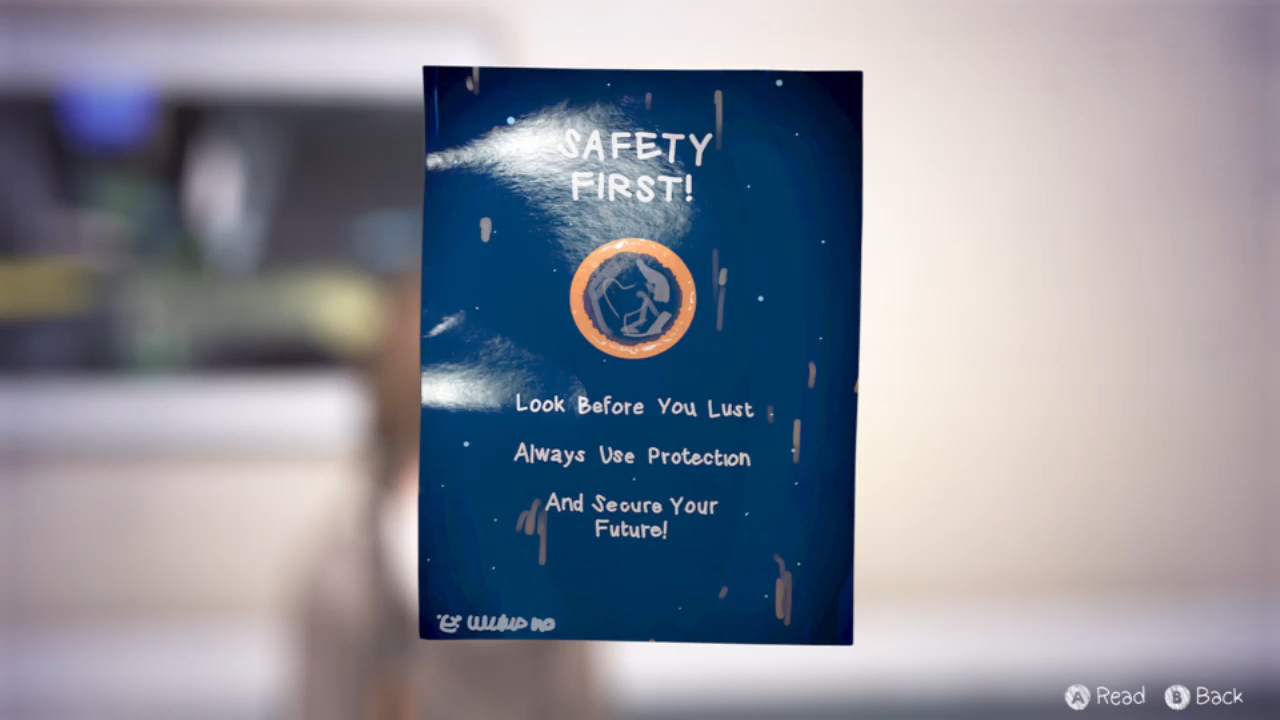 SAFETY
FIRST!
Look Before You Lust
Always Use Protection
And Secure Your
Future!
A Read B Back